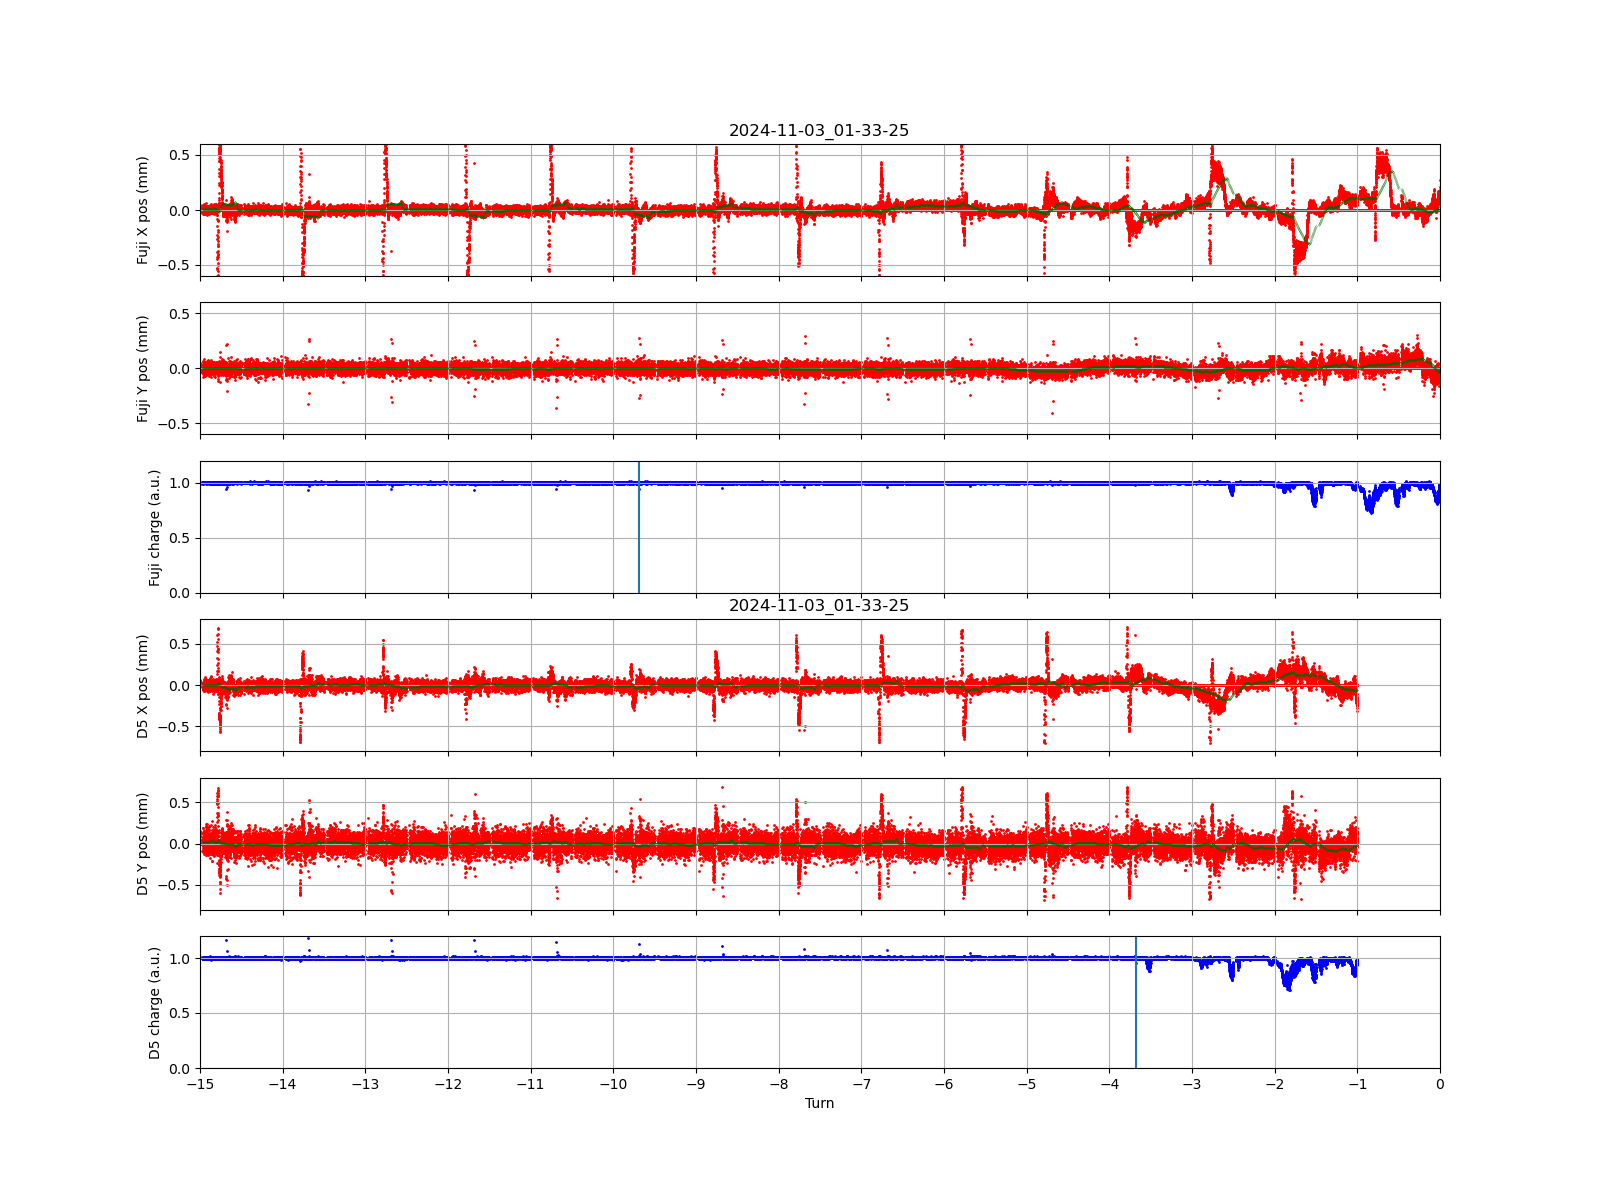 2024-11-03_01-33-25
Fuji X pos (mm)
0.5
0.0
−0.5
Fuji Y pos (mm)
0.5
0.0
−0.5
Fuji charge (a.u.)
1.0
0.5
0.0
2024-11-03_01-33-25
D5 X pos (mm)
0.5
0.0
−0.5
D5 Y pos (mm)
0.5
0.0
−0.5
D5 charge (a.u.)
1.0
0.5
0.0
−15 −14 −13 −12 −11 −10 −9 −8 −7 −6 −5 −4 −3 −2 −1 0
Turn